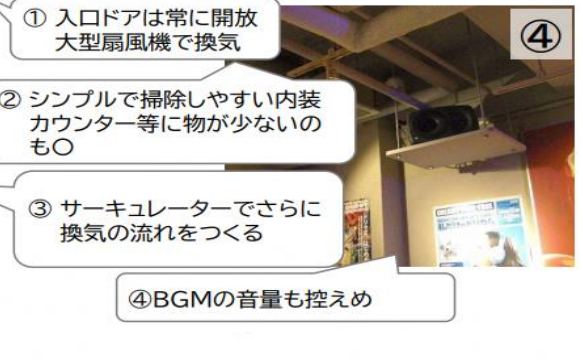 ① 入口ドアは常に開放
大型扇風機で換気
④
② シンプルで掃除しやすい内装
カウンター等に物が少ないの
も〇
③ サーキュレーターでさらに
換気の流れをつくる
④BGMの音量も控えめ